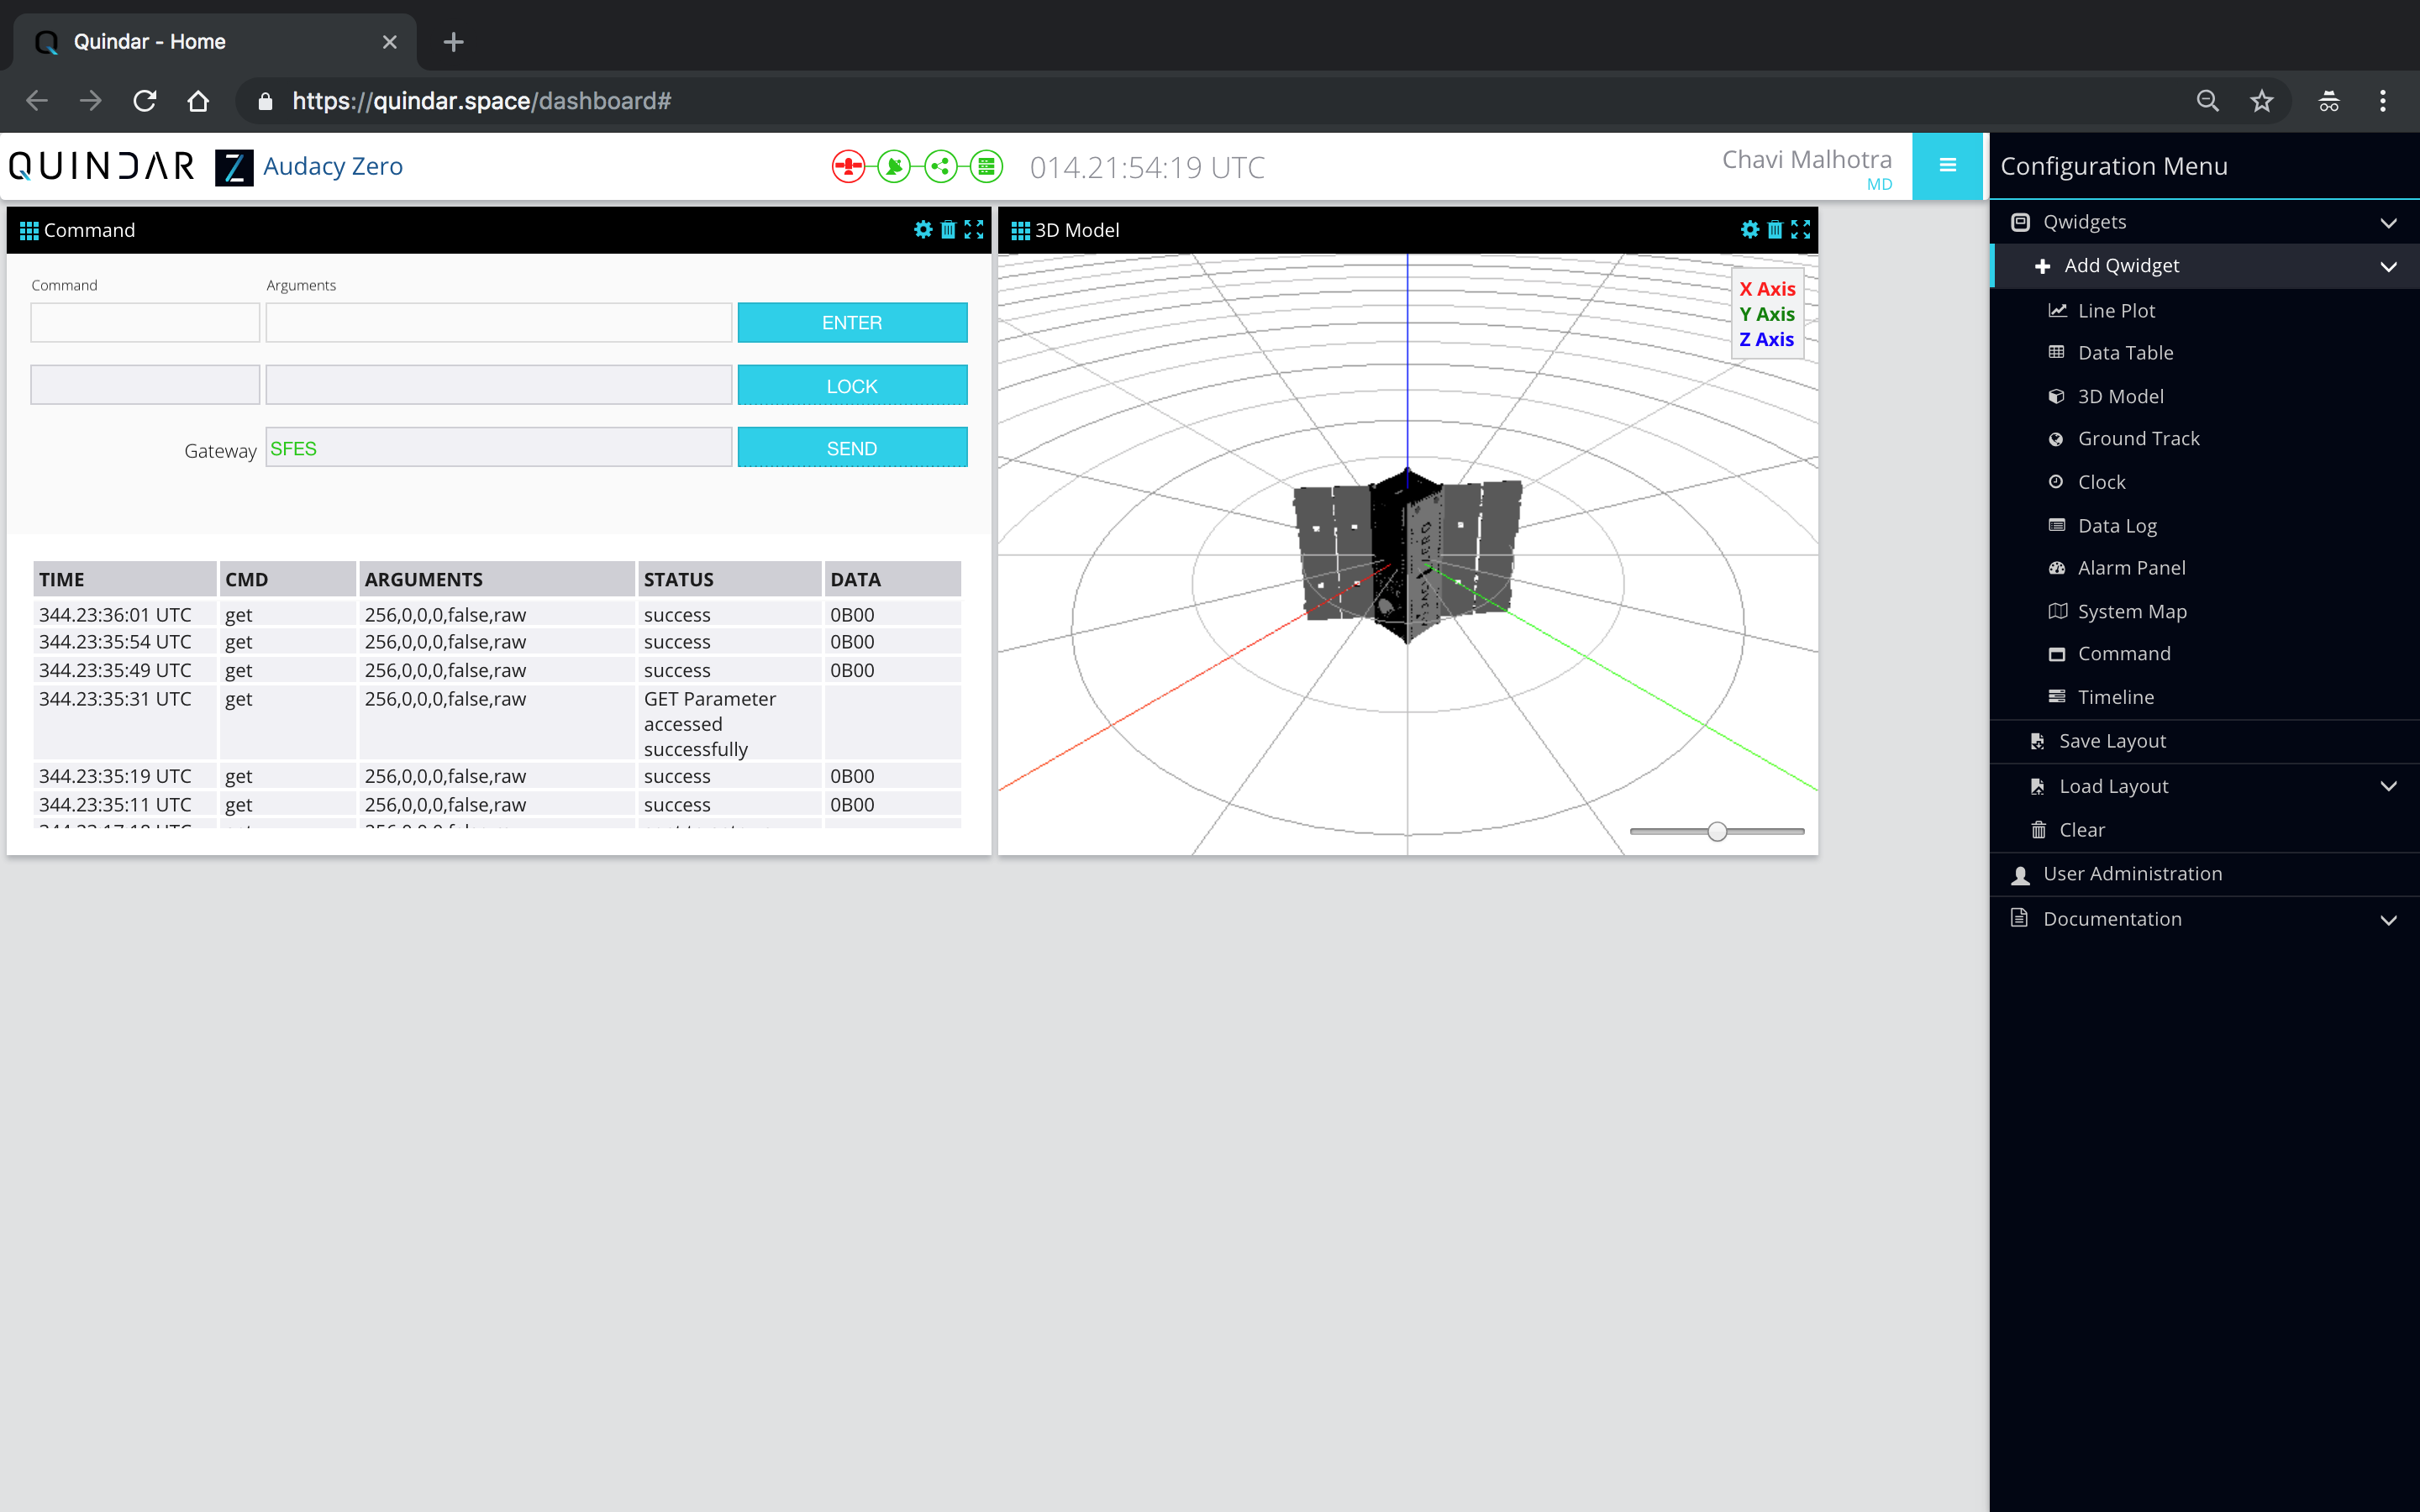 Quindar - Home
https://quindar.space/dashboard#
QUINDAR Z Audacy Zero
014.21:54:19 UTC
Chavi Malhotra
MD
Configuration Menu
Command
Command Arguments
ENTER
LOCK
Gateway SFES SEND
TIME CMD ARGUMENTS STATUS DATA
344.23:36:01 UTC get 256,0,0,0,false,raw success 0B00
344.23:35:54 UTC get 256,0,0,0,false,raw success 0B00
344.23:35:49 UTC get 256,0,0,0,false,raw success 0B00
344.23:35:31 UTC get 256,0,0,0,false,raw GET Parameter
accessed
successfully
344.23:35:19 UTC get 256,0,0,0,false,raw success 0B00
344.23:35:11 UTC get 256,0,0,0,false,raw success 0B00
3D Model
X Axis
Y Axis
Z Axis
ZERO
Qwidgets
Add Qwidget
Line Plot
Data Table
3D Model
Ground Track
Clock
Data Log
Alarm Panel
System Map
Command
Timeline
Save Layout
Load Layout
Clear
User Administration
Documentation